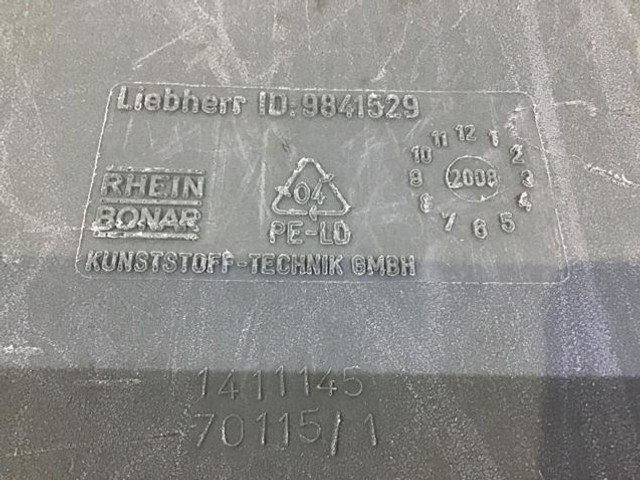 Liebherr ID.:9841529
RHEIN
BONAR
04
PE-LD
12 1 2 3 4 5 6 7 8 9 10 11
2008
KUNSTSTOFF-TECHNIK GMBH
1411145
70115/1